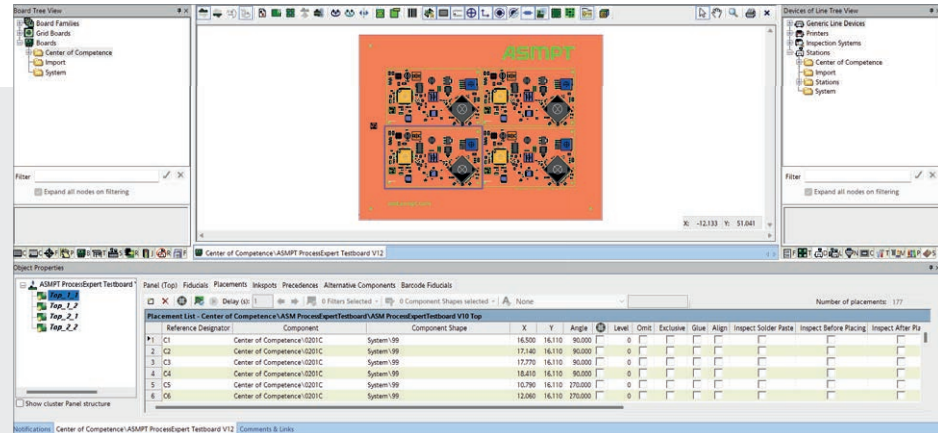 Board Tree View
Board Families
Grid Boards
Boards
Center of Competence
Import
System
Filter
Expand all nodes on filtering
ASMPT
X: -12.133 Y: 51.041
Center of Competence\ASMPT ProcessExpert Testboard V12
Devices of Line Tree View
Generic Line Devices
Printers
Inspection Systems
Stations
Center of Competence
Import
Stations
System
Filter
Expand all nodes on filtering
Object Properties
ASMPT ProcessExpert Testboard
Top_1_1
Top_1_2
Top_2_1
Top_2_2
Show cluster Panel structure
Panel (Top) Fiducials Placements Inkspots Precedences Alternative Components Barcode Fiducials
Delay (s): 1 0 Filters Selected 0 Component Shapes selected None Number of placements: 177
Placement List - Center of Competence\ASM ProcessExpertTestboard\ASM ProcessExpertTestboard V10 Top
Reference Designator Component Component Shape X Y Angle Level Omit Exclusive Glue Align Inspect Solder Paste Inspect Before Placing Inspect After Pla
1 C1 Center of Competence\0201C System\99 16.500 16.110 90.000 0
2 C2 Center of Competence\0201C System\99 17.140 16.110 90.000 0
3 C3 Center of Competence\0201C System\99 17.770 16.110 90.000 0
4 C4 Center of Competence\0201C System\99 18.410 16.110 90.000 0
5 C5 Center of Competence\0201C System\99 10.790 16.110 270.000 0
6 C6 Center of Competence\0201C System\99 12.060 16.110 270.000 0
Notifications Center of Competence\ASMPT ProcessExpert Testboard V12 Comments & Links